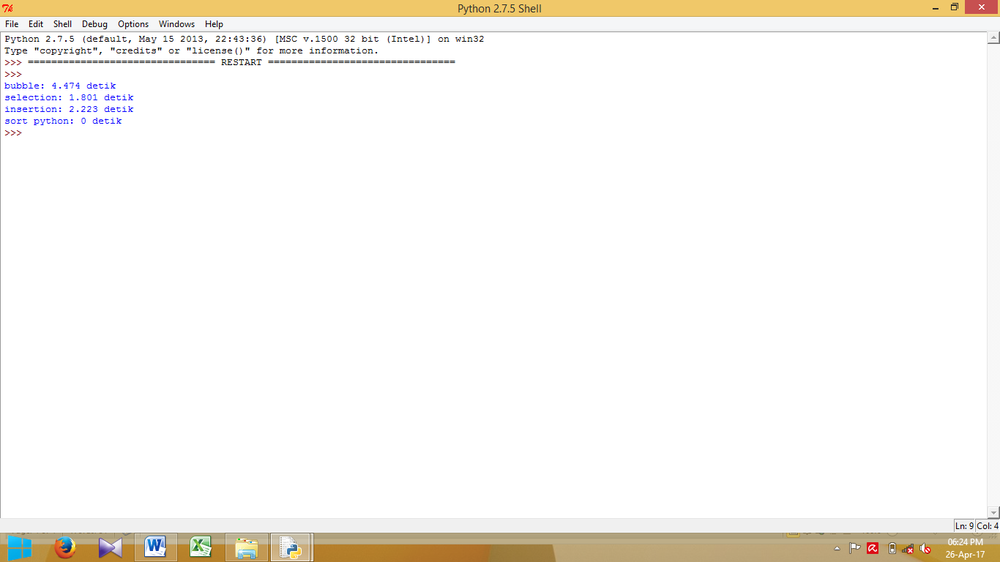 Python 2.7.5 Shell
File Edit Shell Debug Options Windows Help
Python 2.7.5 (default, May 15 2013, 22:43:36) [MSC v.1500 32 bit (Intel)] on win32
Type "copyright", "credits" or "license()" for more information.
>>> ================================ RESTART ================================
>>>
bubble: 4.474 detik
selection: 1.801 detik
insertion: 2.223 detik
sort python: 0 detik
>>>
Ln: 9 Col: 4
06:24 PM
26-Apr-17